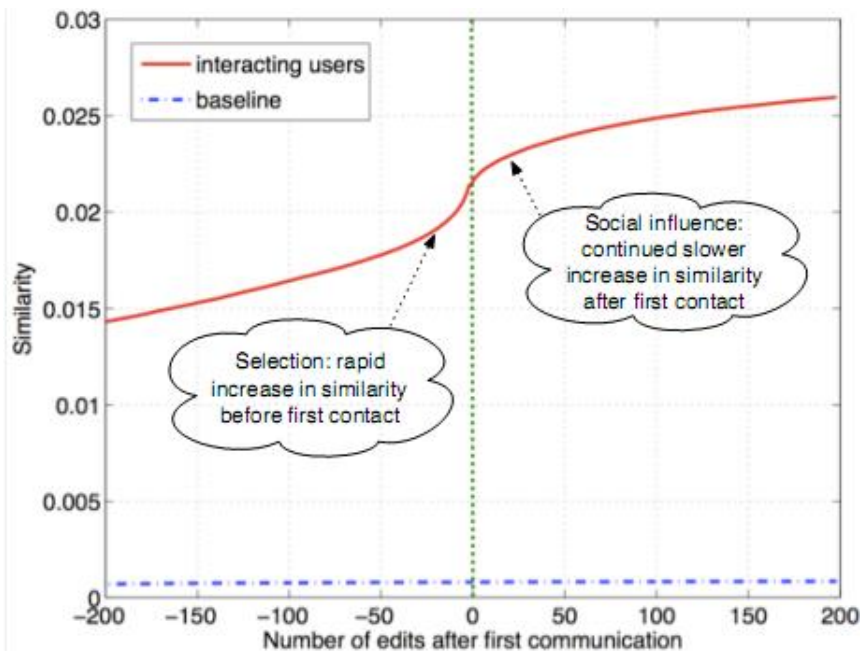 0.03
interacting users
baseline
0.025
0.02
0.015
0.01
0.005
0
Similarity
Social influence:
continued slower
increase in similarity
after first contact
Selection: rapid
increase in similarity
before first contact
−200 −150 −100 −50 0 50 100 150 200
Number of edits after first communication